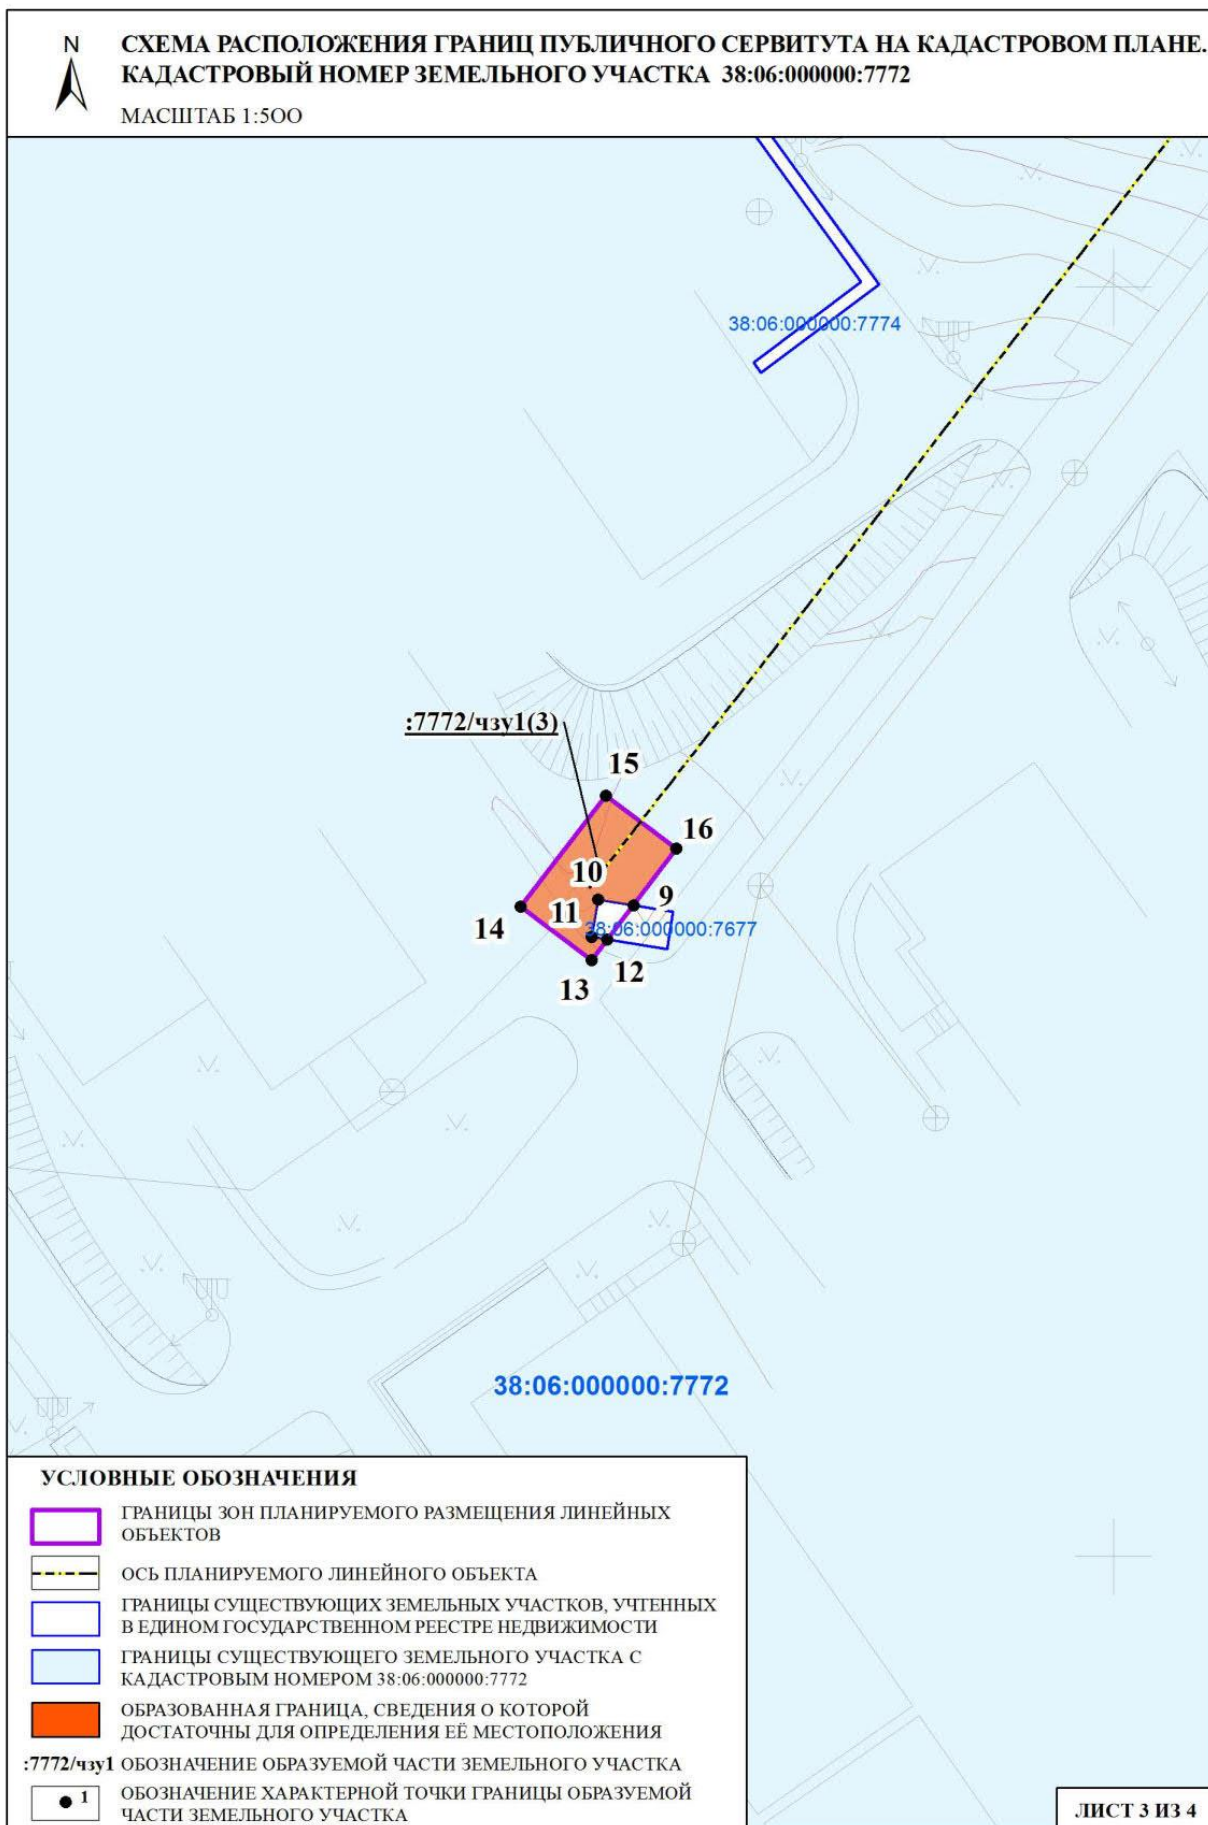 N
СХЕМА РАСПОЛОЖЕНИЯ ГРАНИЦ ПУБЛИЧНОГО СЕРВИТУТА НА КАДАСТРОВОМ ПЛАНЕ.
КАДАСТРОВЫЙ НОМЕР ЗЕМЕЛЬНОГО УЧАСТКА 38:06:000000:7772
МАСШТАБ 1:5ОО
38:06:000000:7774
:7772/чзу1(3)
15
16
10
9
14
11
38:06:000000:7677
12
13
38:06:000000:7772
УСЛОВНЫЕ ОБОЗНАЧЕНИЯ
ГРАНИЦЫ ЗОН ПЛАНИРУЕМОГО РАЗМЕЩЕНИЯ ЛИНЕЙНЫХ
ОБЪЕКТОВ
ОСЬ ПЛАНИРУЕМОГО ЛИНЕЙНОГО ОБЪЕКТА
ГРАНИЦЫ СУЩЕСТВУЮЩИХ ЗЕМЕЛЬНЫХ УЧАСТКОВ, УЧТЕННЫХ
В ЕДИНОМ ГОСУДАРСТВЕННОМ РЕЕСТРЕ НЕДВИЖИМОСТИ
ГРАНИЦЫ СУЩЕСТВУЮЩЕГО ЗЕМЕЛЬНОГО УЧАСТКА С
КАДАСТРОВЫМ НОМЕРОМ 38:06:000000:7772
ОБРАЗОВАННАЯ ГРАНИЦА, СВЕДЕНИЯ О КОТОРОЙ
ДОСТАТОЧНЫ ДЛЯ ОПРЕДЕЛЕНИЯ ЕЁ МЕСТОПОЛОЖЕНИЯ
:7772/чзу1 ОБОЗНАЧЕНИЕ ОБРАЗУЕМОЙ ЧАСТИ ЗЕМЕЛЬНОГО УЧАСТКА
1 ОБОЗНАЧЕНИЕ ХАРАКТЕРНОЙ ТОЧКИ ГРАНИЦЫ ОБРАЗУЕМОЙ
ЧАСТИ ЗЕМЕЛЬНОГО УЧАСТКА
ЛИСТ 3 ИЗ 4